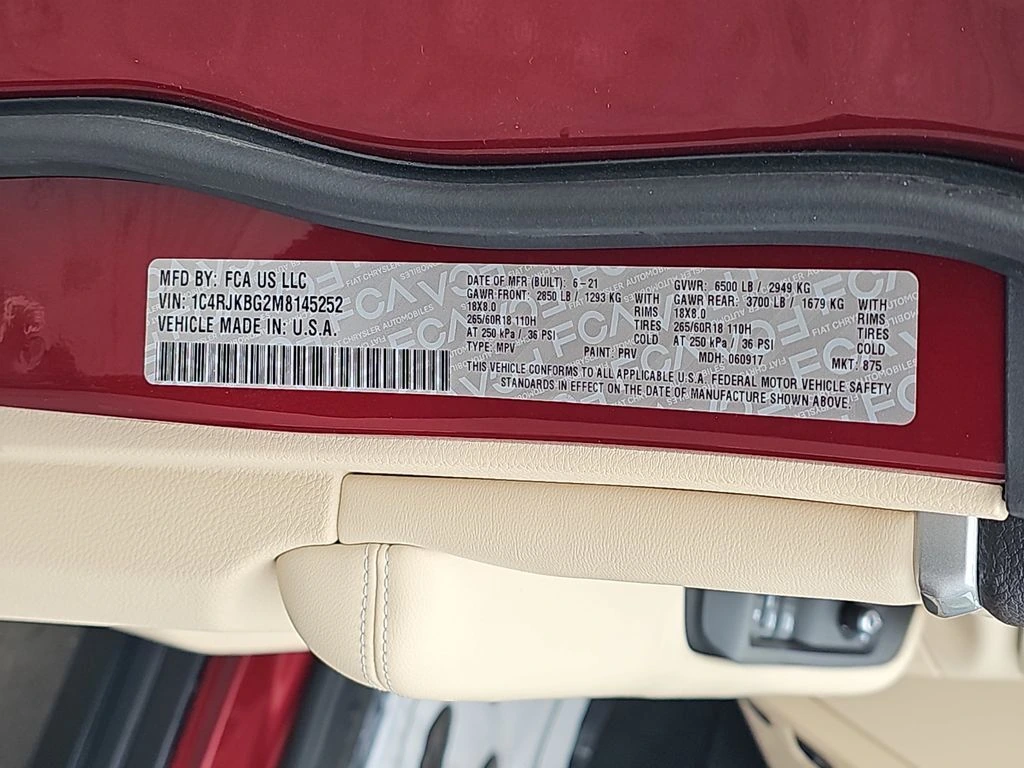 MFD BY: FCA US LLC
VIN: 1C4RJKBG2M8145252
VEHICLE MADE IN: U.S.A.
DATE OF MFR (BUILT): 6-21
GVWR: 6500 LB / 2949 KG
GAWR FRONT: 2850 LB / 1293 KG WITH
GAWR REAR: 3700 LB / 1679 KG WITH
18X8.0 RIMS
18X8.0 RIMS
265/60R18 110H TIRES
265/60R18 110H TIRES
AT 250 kPa / 36 PSI COLD
AT 250 kPa / 36 PSI COLD
TYPE: MPV PAINT: PRV MDH: 060917 MKT: 875
THIS VEHICLE CONFORMS TO ALL APPLICABLE U.S.A. FEDERAL MOTOR VEHICLE SAFETY
STANDARDS IN EFFECT ON THE DATE OF MANUFACTURE SHOWN ABOVE.
FCA
FIAT CHRYSLER AUTOMOBILES